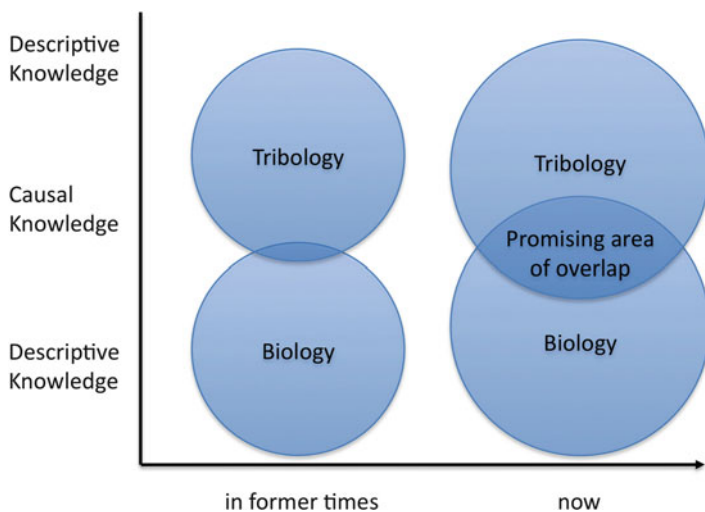 Descriptive
Knowledge
Tribology
Tribology
Causal
Knowledge
Promising area
of overlap
Descriptive
Knowledge
Biology
Biology
in former times
now